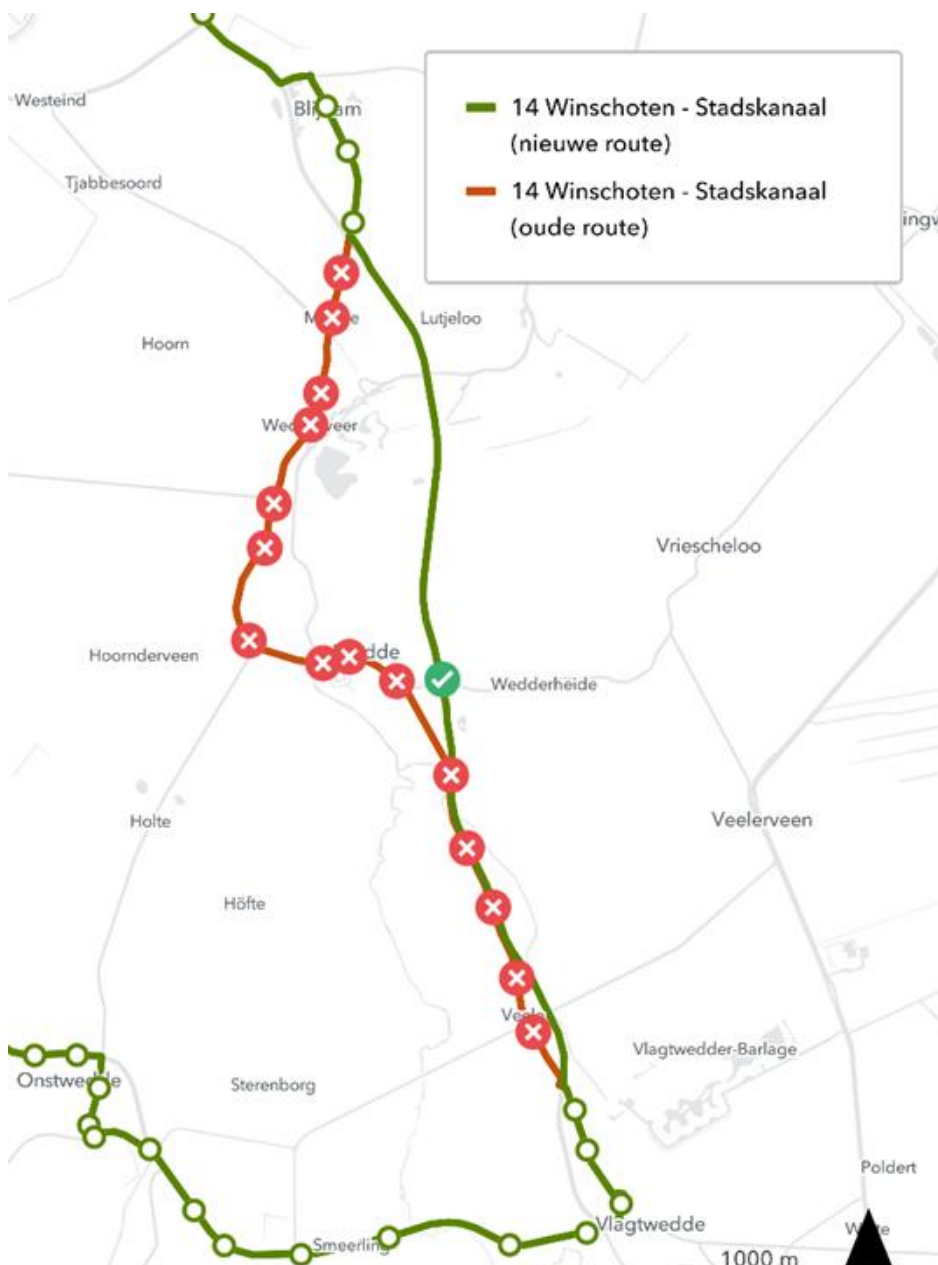 14 Winschoten - Stadskanaal
(nieuwe route)
14 Winschoten - Stadskanaal
(oude route)
Westeind
Tjabbesoord
Lutjeloo
Hoorn
Vriescheloo
Hoornderveen
Wedderheide
Holte
Veelerveen
Höfte
Vlagtwedder-Barlage
Onstwedde
Sterenborg
Poldert
Vlagtwedde
Smeerling
1000 m